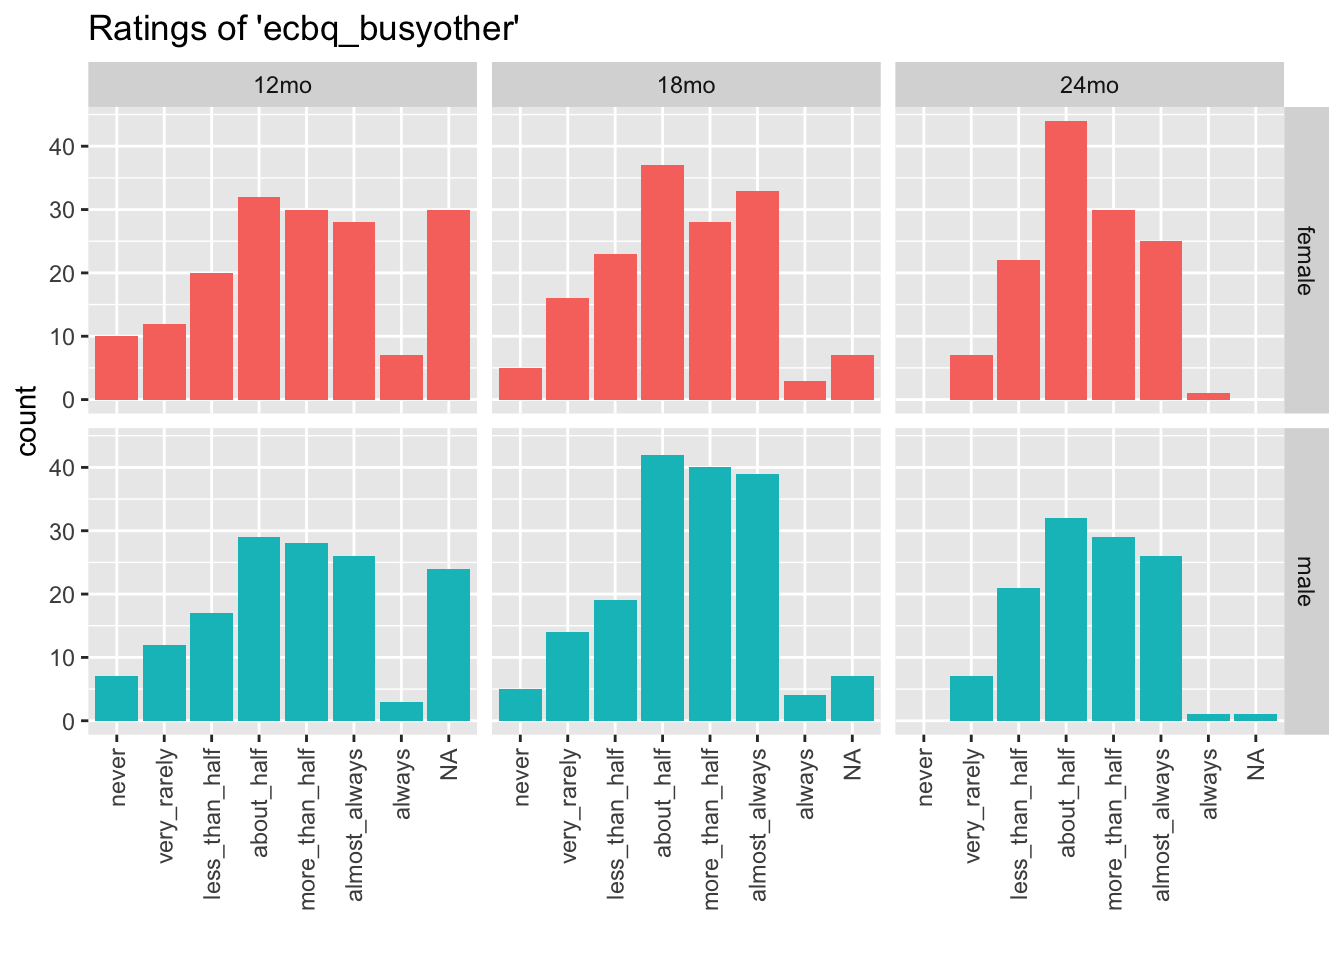 Ratings of 'ecbq_busyother'
12mo
18mo
24mo
count
40
30
20
10
0
female
40
30
20
10
0
male
never
very_rarely
less_than_half
about_half
more_than_half
almost_always
always
NA
never
very_rarely
less_than_half
about_half
more_than_half
almost_always
always
NA
never
very_rarely
less_than_half
about_half
more_than_half
almost_always
always
NA